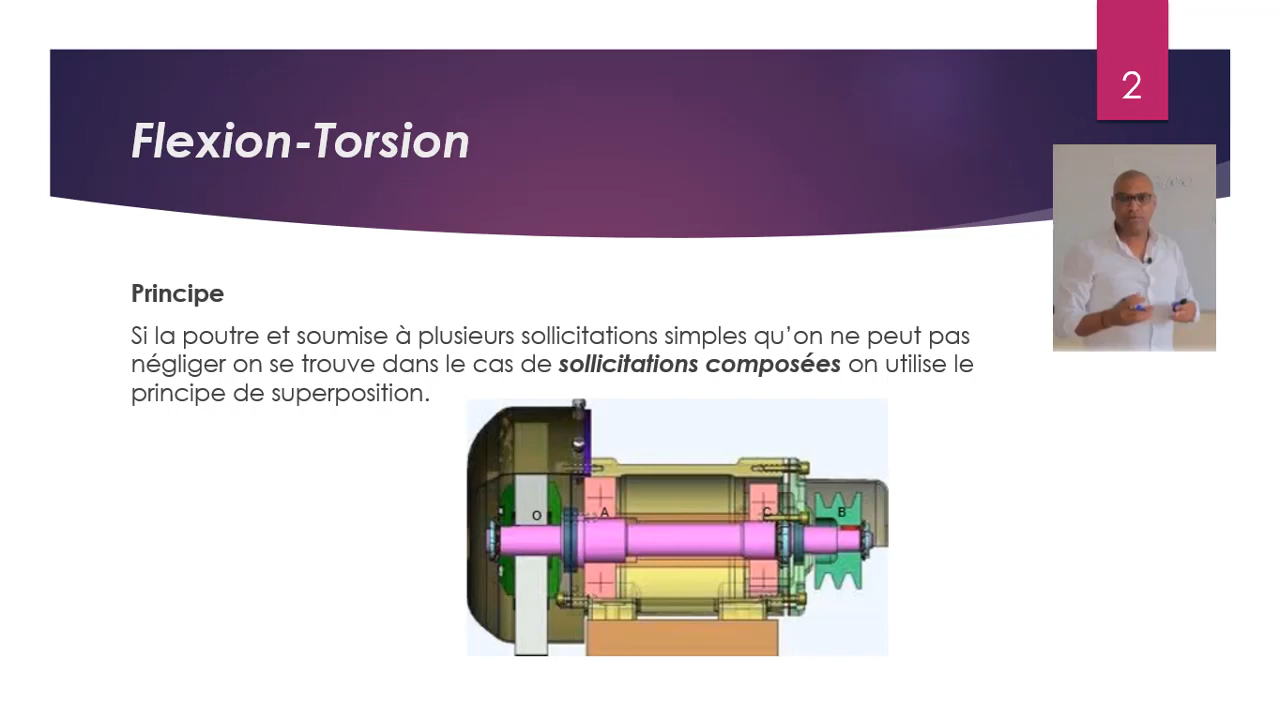 2
Flexion-Torsion
Principe
Si la poutre et soumise à plusieurs sollicitations simples qu’on ne peut pas
négliger on se trouve dans le cas de sollicitations composées on utilise le
principe de superposition.
O A C B